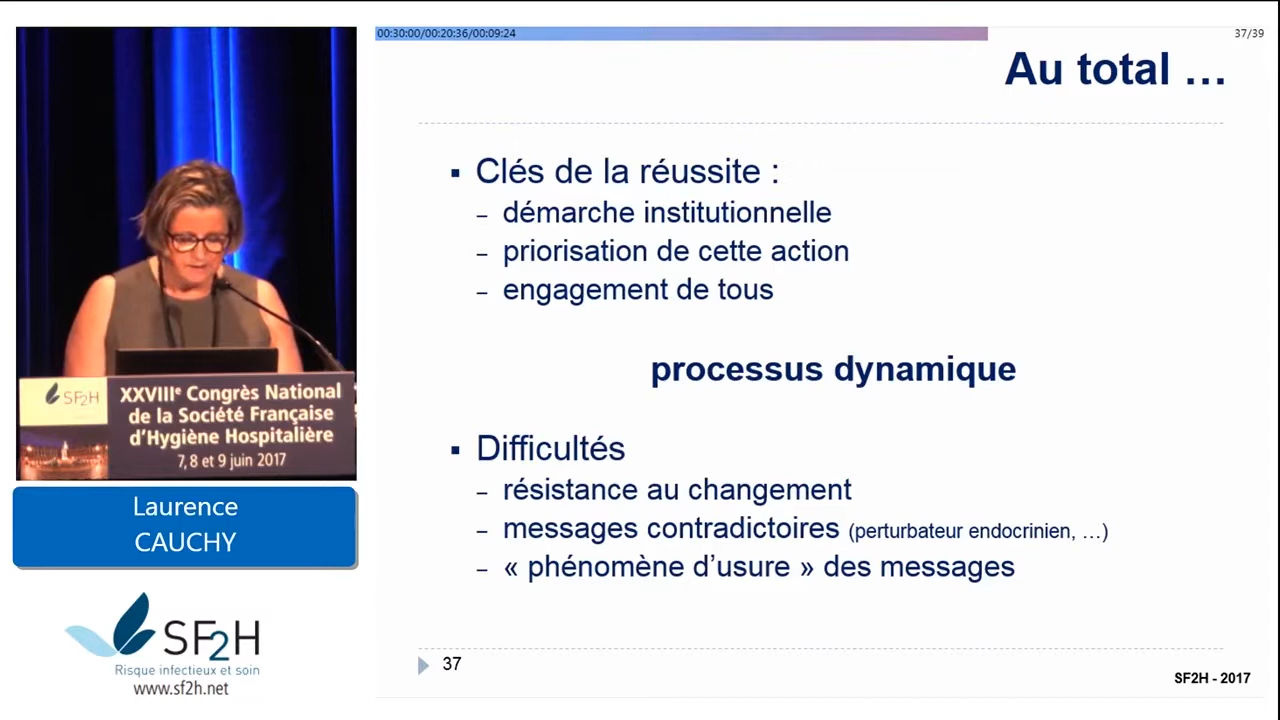 00:30:00/00:20:36/00:09:24
37/39
Au total …
▪ Clés de la réussite :
– démarche institutionnelle
– priorisation de cette action
– engagement de tous
processus dynamique
▪ Difficultés
– résistance au changement
– messages contradictoires (perturbateur endocrinien, …)
– « phénomène d’usure » des messages
37
SF2H - 2017
SF2H
XXVIIIe Congrès National
de la Société Française
d’Hygiène Hospitalière
7, 8 et 9 juin 2017
Laurence
CAUCHY
SF2H
Risque infectieux et soin
www.sf2h.net